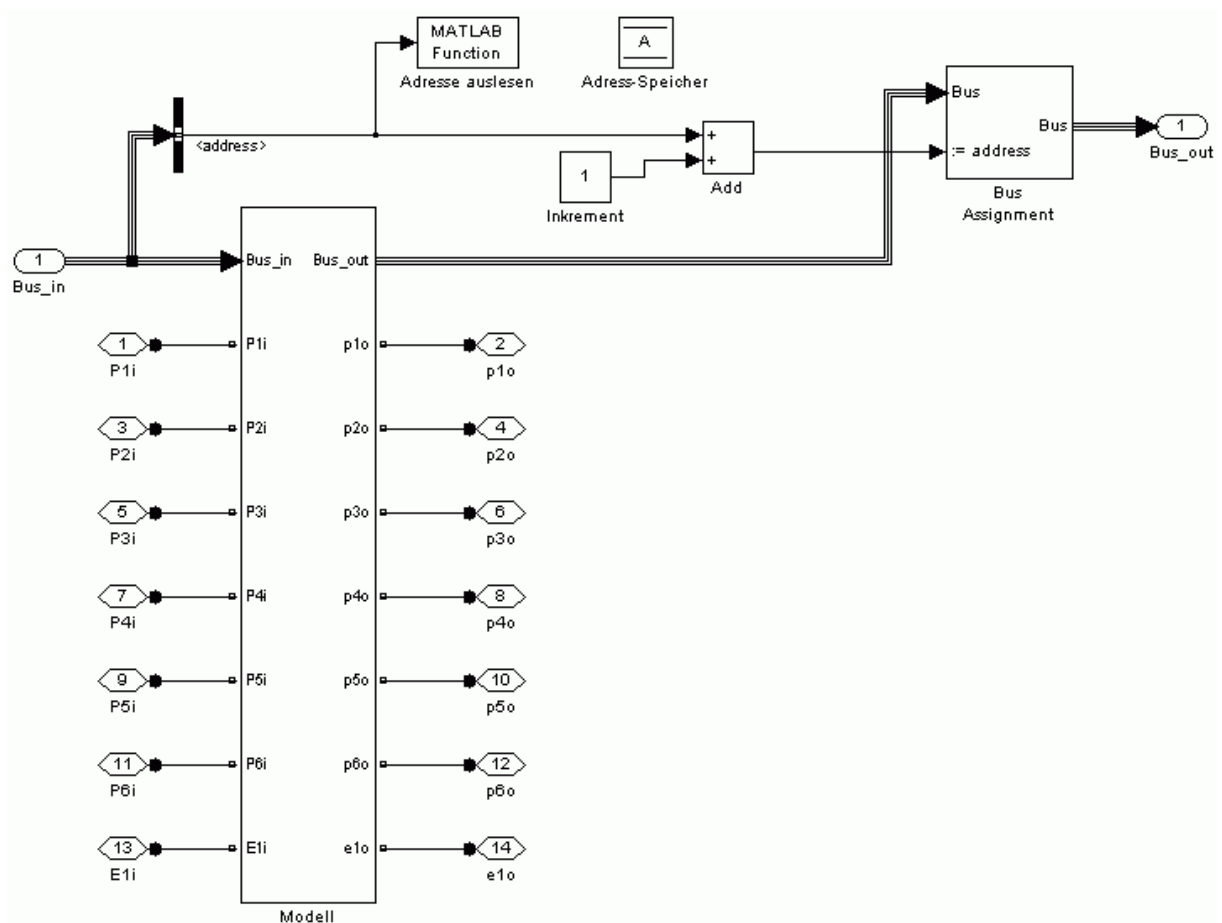 MATLAB
Function
Adresse auslesen
A
Adress-Speicher
<address>
+
+
Add
1
Inkrement
Bus
:= address
Bus
Bus
Assignment
1
Bus_out
1
Bus_in
Bus_in
Bus_out
1
P1i
P1i
p1o
2
p1o
3
P2i
P2i
p2o
4
p2o
5
P3i
P3i
p3o
6
p3o
7
P4i
P4i
p4o
8
p4o
9
P5i
P5i
p5o
10
p5o
11
P6i
P6i
p6o
12
p6o
13
E1i
E1i
e1o
14
e1o
Modell